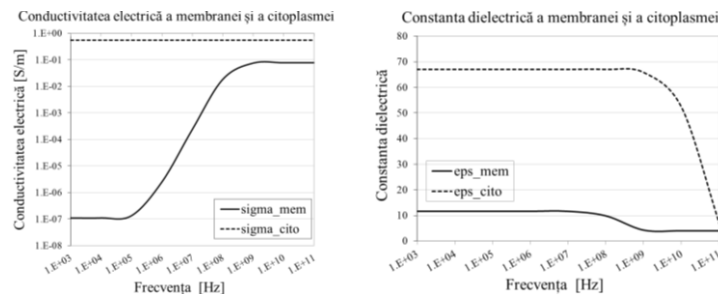 Conductivitatea electrică a membranei și a citoplasmei
Conductivitatea electrică [S/m]
1.E+00
1.E-01
1.E-02
1.E-03
1.E-04
1.E-05
1.E-06
1.E-07
1.E-08
sigma_mem
sigma_cito
1.E+03
1.E+04
1.E+05
1.E+06
1.E+07
1.E+08
1.E+09
1.E+10
1.E+11
Frecvența [Hz]
Constanta dielectrică a membranei și a citoplasmei
Constanta dielectrică
80
70
60
50
40
30
20
10
0
eps_mem
eps_cito
1.E+03
1.E+04
1.E+05
1.E+06
1.E+07
1.E+08
1.E+09
1.E+10
1.E+11
Frecvența [Hz]